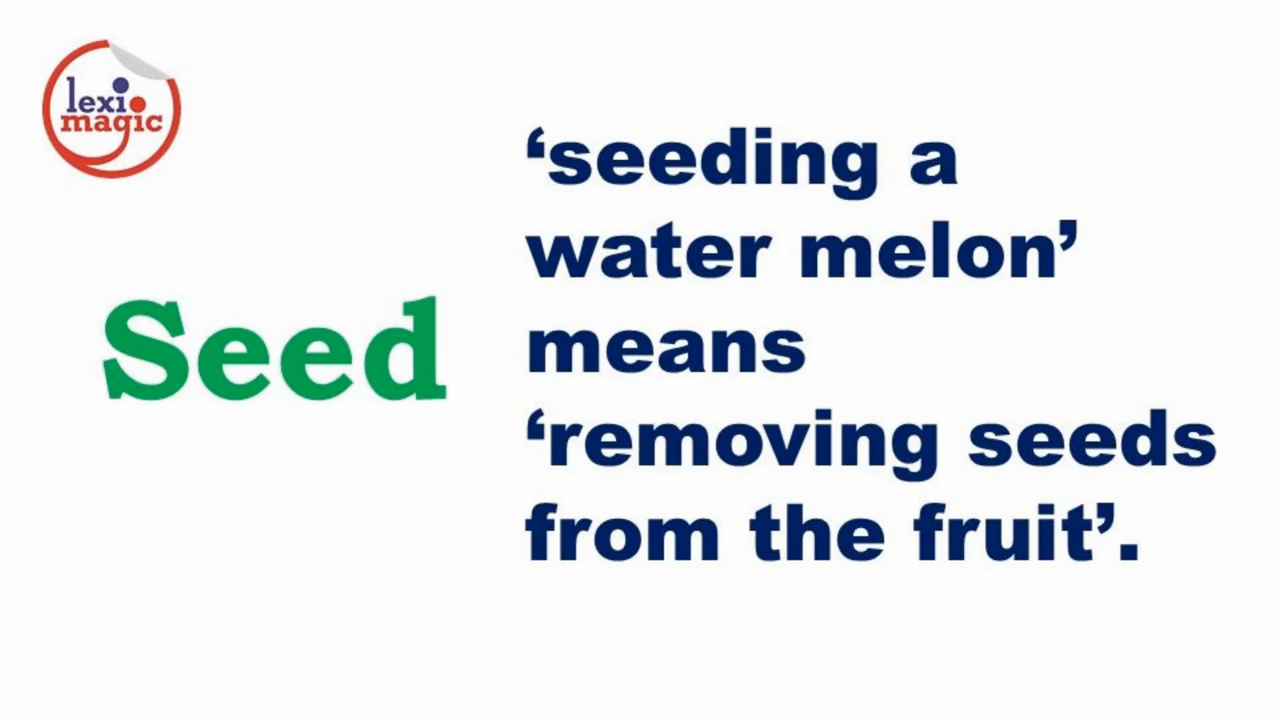 lexi
magic
Seed
‘seeding a
water melon’
means
‘removing seeds
from the fruit’.